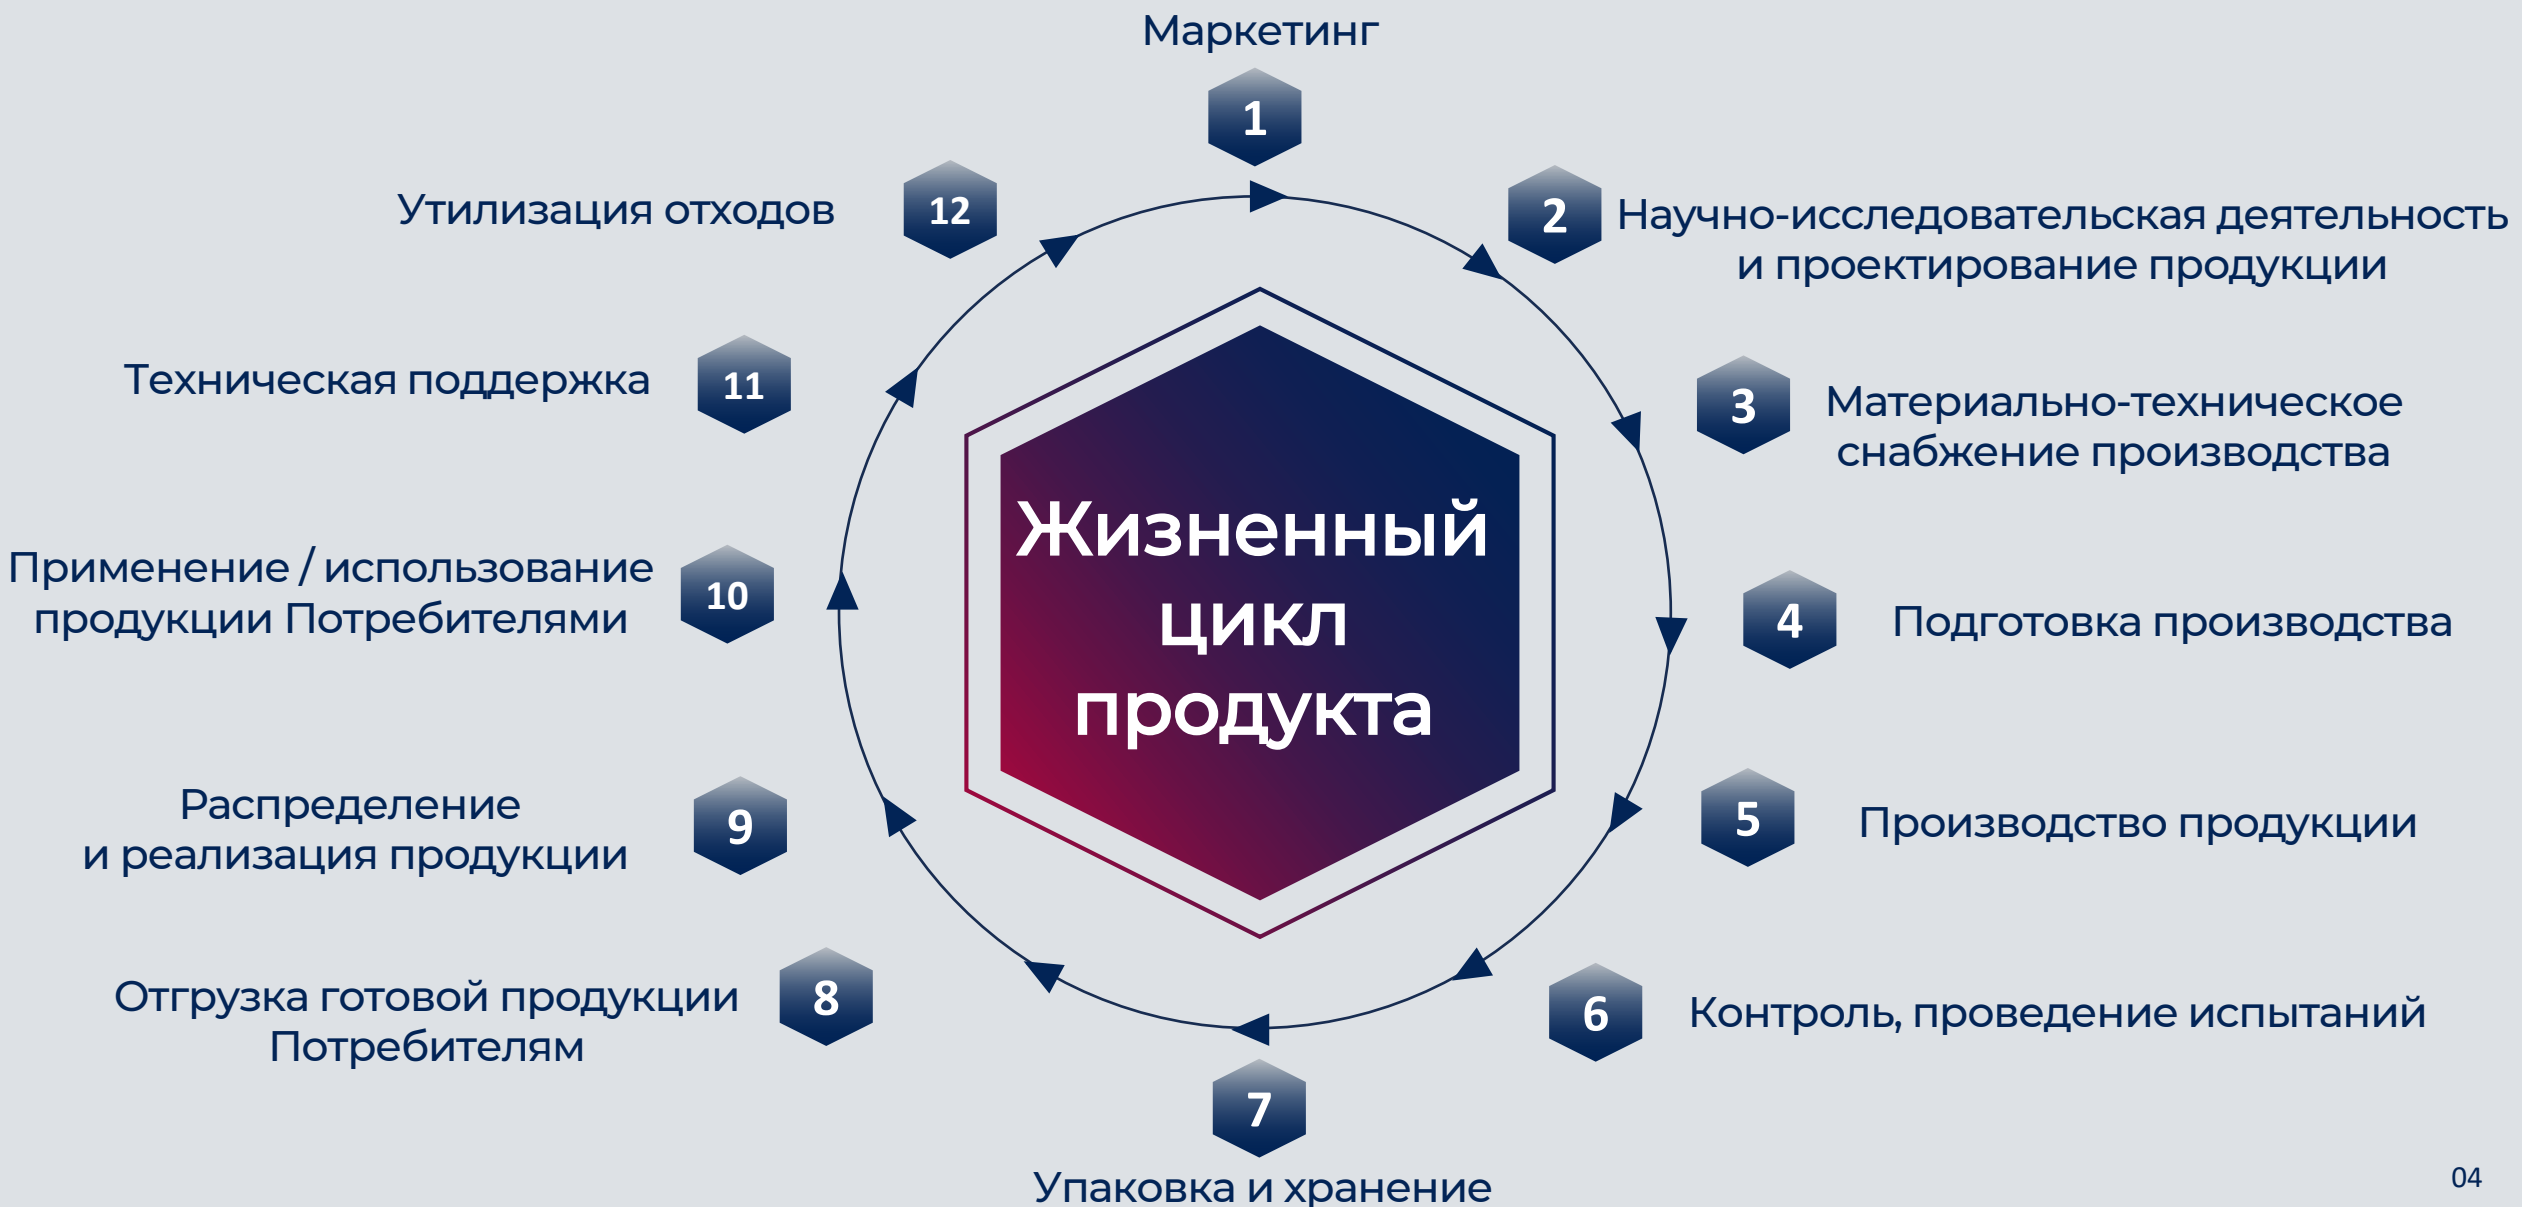 Маркетинг
1
2
Научно-исследовательская деятельность
и проектирование продукции
3
Материально-техническое
снабжение производства
4
Подготовка производства
5
Производство продукции
6
Контроль, проведение испытаний
7
Упаковка и хранение
8
Отгрузка готовой продукции
Потребителям
9
Распределение
и реализация продукции
10
Применение / использование
продукции Потребителями
11
Техническая поддержка
12
Утилизация отходов
Жизненный
цикл
продукта
04